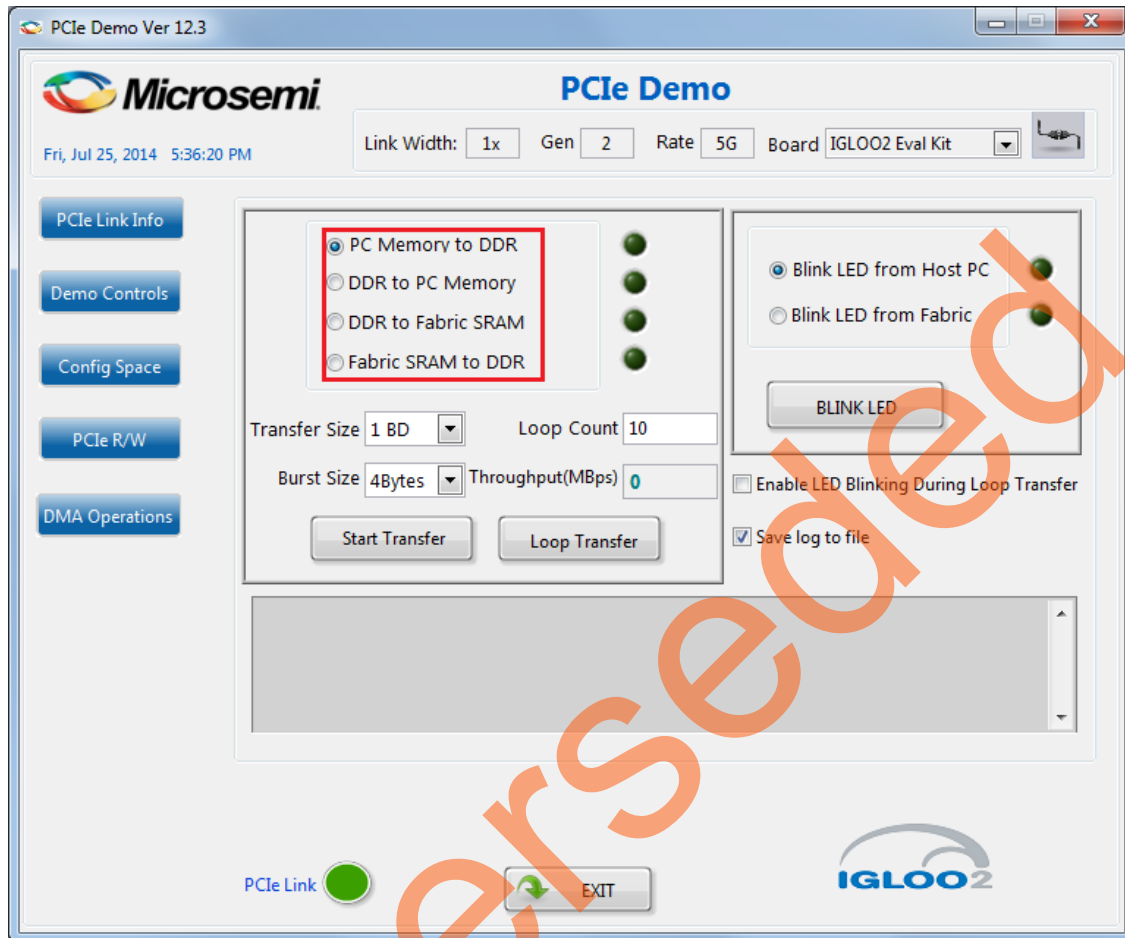 PCIe Demo Ver 12.3
Microsemi.
PCIe Demo
Fri, Jul 25, 2014 5:36:20 PM
Link Width: 1x Gen 2 Rate 5G Board IGLOO2 Eval Kit
PCIe Link Info
Demo Controls
Config Space
PCIe R/W
DMA Operations
PC Memory to DDR
DDR to PC Memory
DDR to Fabric SRAM
Fabric SRAM to DDR
Transfer Size 1 BD Loop Count 10
Burst Size 4Bytes Throughput(MBps) 0
Start Transfer Loop Transfer
Blink LED from Host PC
Blink LED from Fabric
BLINK LED
Enable LED Blinking During Loop Transfer
Save log to file
PCIe Link
EXIT
IGLOO2
erseded